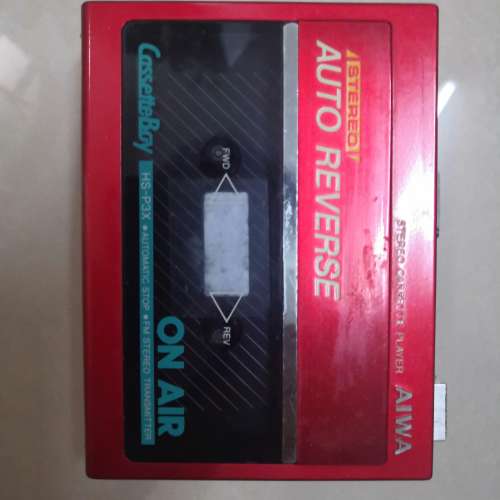 STEREO CASSETTE PLAYER AIWA
STEREO
AUTO REVERSE
FWD
REV
ON AIR
CassetteBoy
HS-P3X • AUTOMATIC STOP • FM STEREO TRANSMITTER